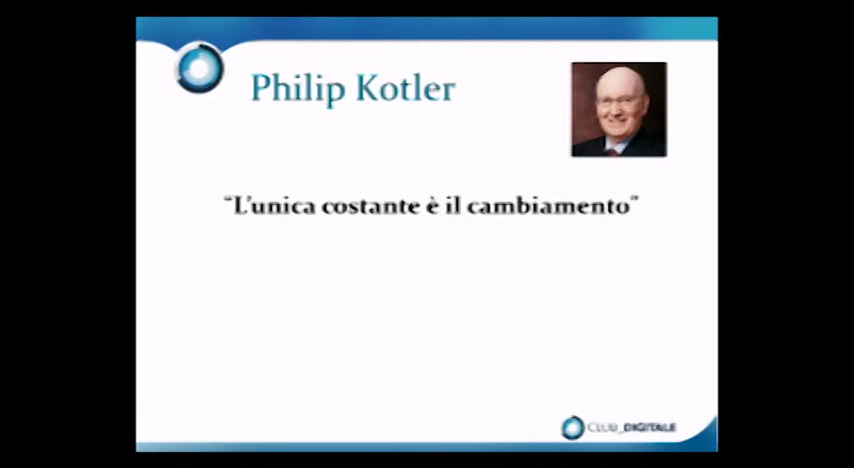 Philip Kotler
“L’unica costante è il cambiamento”
CLUB_DIGITALE